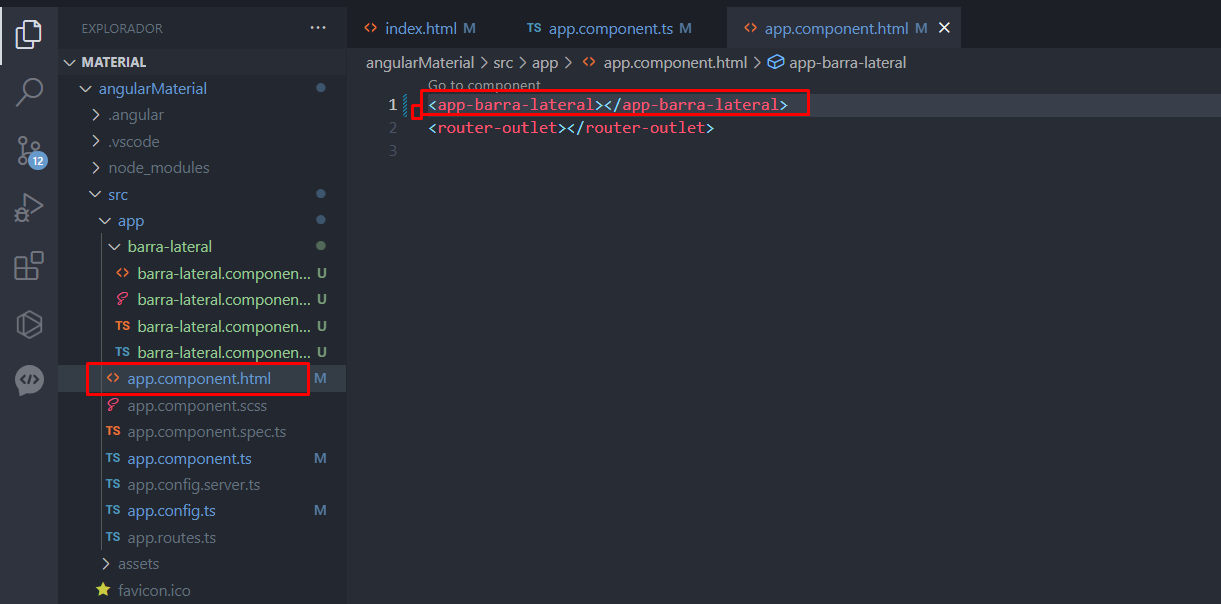 EXPLORADOR ...
MATERIAL
angularMaterial
.angular
.vscode
node_modules
src
app
barra-lateral
barra-lateral.componen... U
barra-lateral.componen... U
TS barra-lateral.componen... U
TS barra-lateral.componen... U
app.component.html M
app.component.scss
TS app.component.spec.ts
TS app.component.ts M
TS app.config.server.ts
TS app.config.ts M
TS app.routes.ts
assets
favicon.ico
12
index.html M
TS app.component.ts M
app.component.html M
angularMaterial > src > app > app.component.html > app-barra-lateral
Go to component
1 <app-barra-lateral></app-barra-lateral>
2 <router-outlet></router-outlet>
3